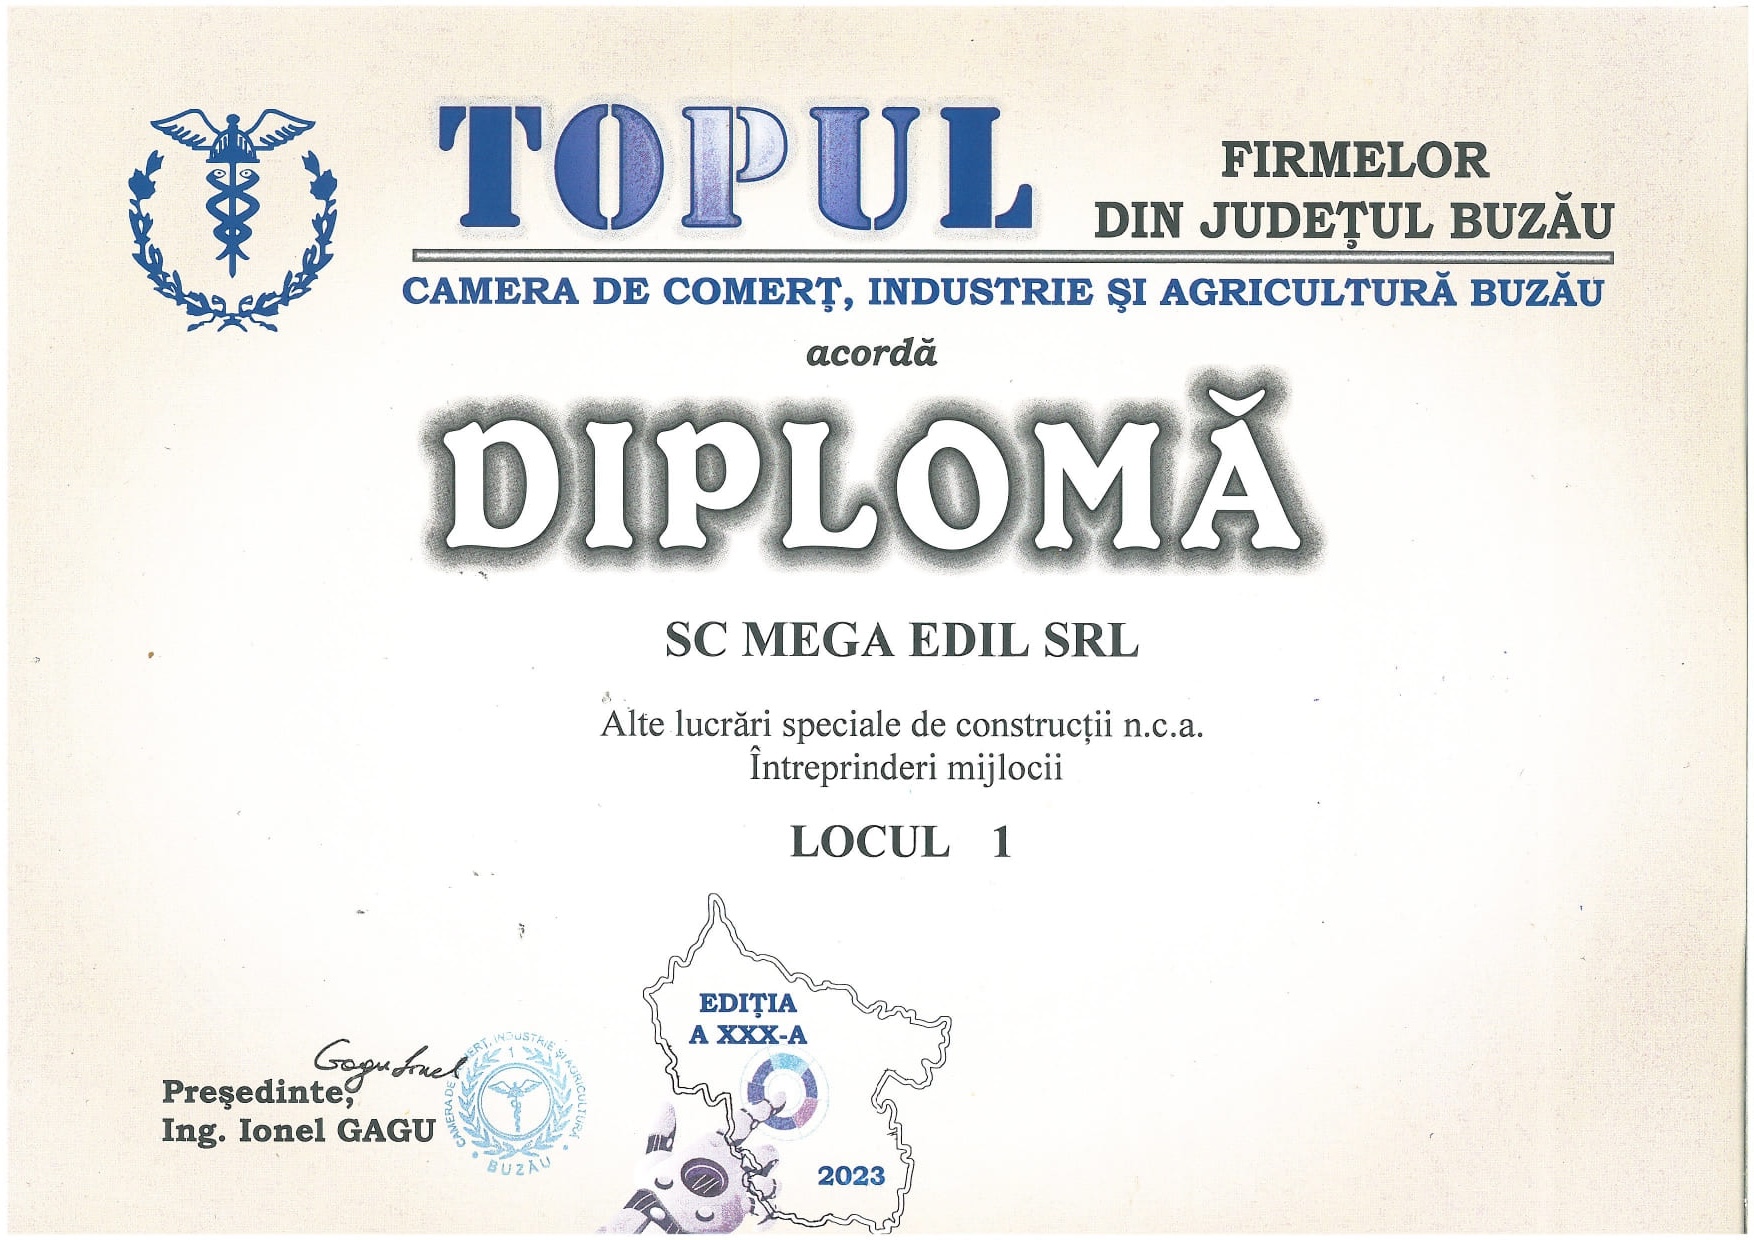 TOPUL
FIRMELOR
DIN JUDEŢUL BUZĂU
CAMERA DE COMERŢ, INDUSTRIE ŞI AGRICULTURĂ BUZĂU
acordă
DIPLOMĂ
SC MEGA EDIL SRL
Alte lucrări speciale de construcții n.c.a.
Întreprinderi mijlocii
LOCUL 1
EDIŢIA
A XXX-A
2023
Gagu Ionel
Preşedinte,
Ing. Ionel GAGU
CAMERA DE COMERŢ, INDUSTRIE ŞI AGRICULTURĂ
1
BUZĂU